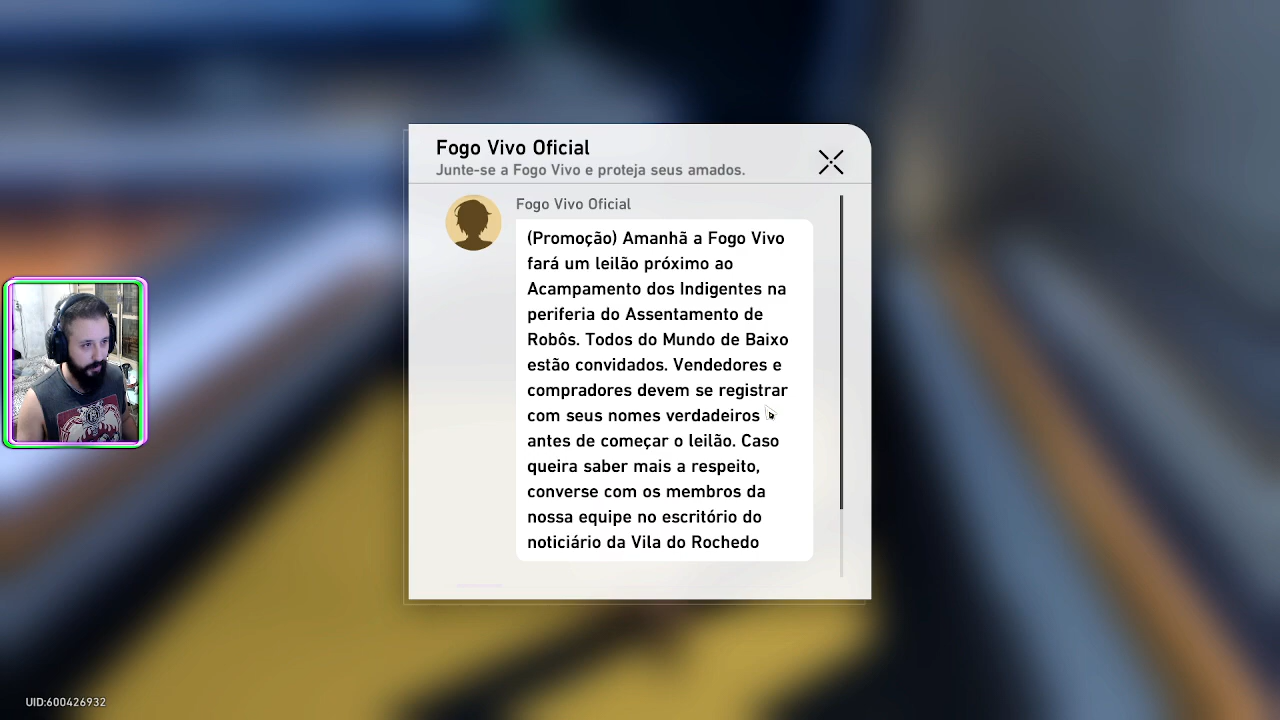 Fogo Vivo Oficial
Junte-se a Fogo Vivo e proteja seus amados.
Fogo Vivo Oficial
(Promoção) Amanhã a Fogo Vivo
fará um leilão próximo ao
Acampamento dos Indigentes na
periferia do Assentamento de
Robôs. Todos do Mundo de Baixo
estão convidados. Vendedores e
compradores devem se registrar
com seus nomes verdadeiros
antes de começar o leilão. Caso
queira saber mais a respeito,
converse com os membros da
nossa equipe no escritório do
noticiário da Vila do Rochedo
UID:600426932